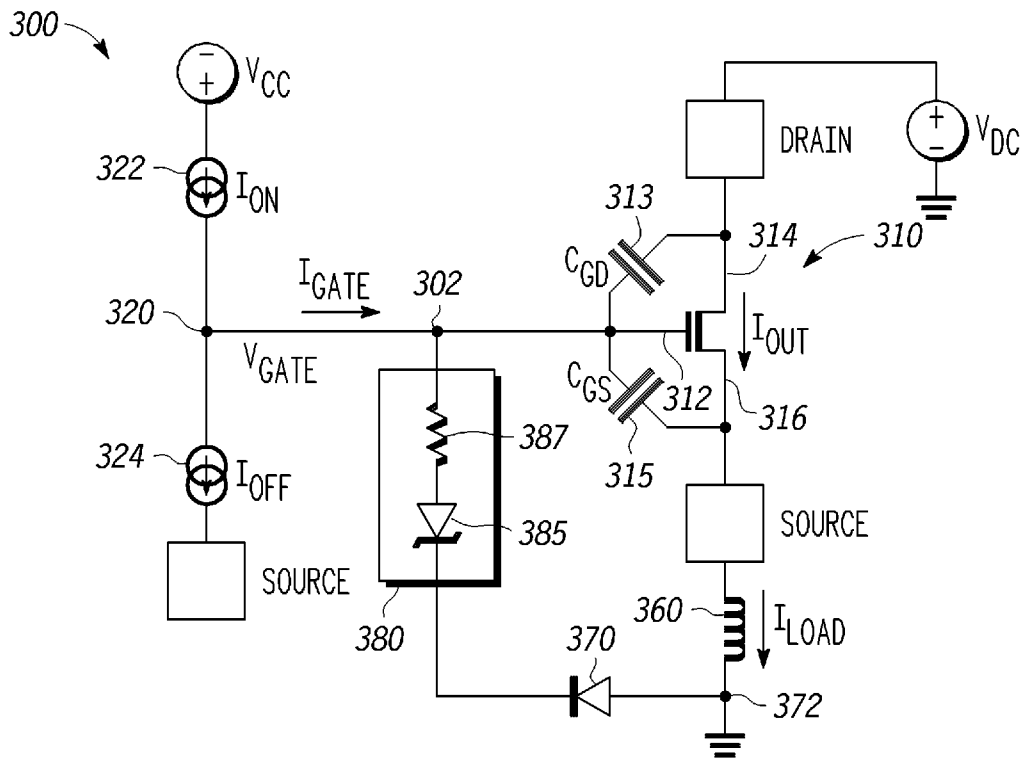 300
- 
+
VCC
322
ION
DRAIN
+
-
VDC
313
CGD
314
310
IGATE
302
320
VGATE
IOUT
CGS
312
316
315
324
IOFF
387
385
SOURCE
SOURCE
380
360
ILOAD
370
372